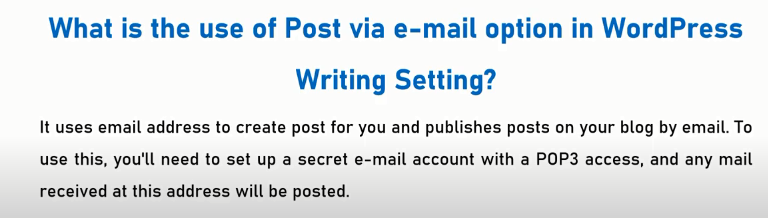 What is the use of Post via e-mail option in WordPress
Writing Setting?
It uses email address to create post for you and publishes posts on your blog by email. To
use this, you'll need to set up a secret e-mail account with a POP3 access, and any mail
received at this address will be posted.